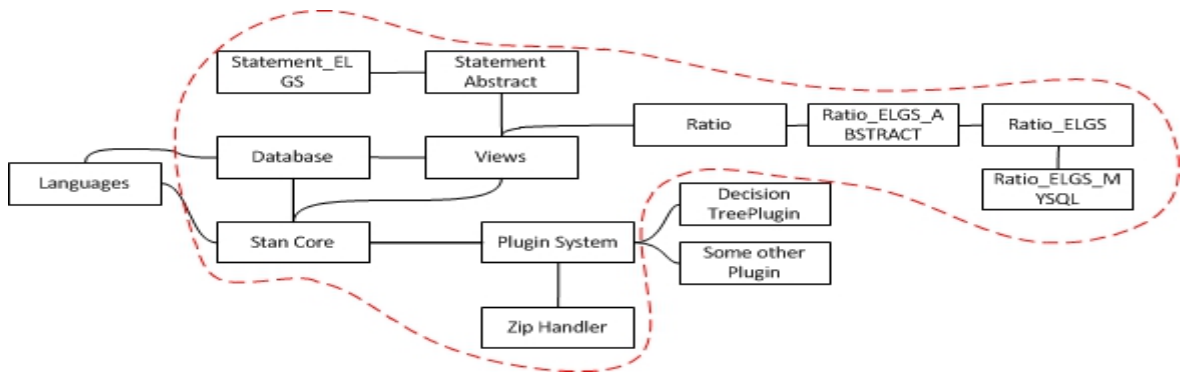 Statement_EL
GS
Statement
Abstract
Ratio
Ratio_ELGS_A
BSTRACT
Ratio_ELGS
Database
Views
Languages
Ratio_ELGS_M
YSQL
Decision
TreePlugin
Stan Core
Plugin System
Some other
Plugin
Zip Handler